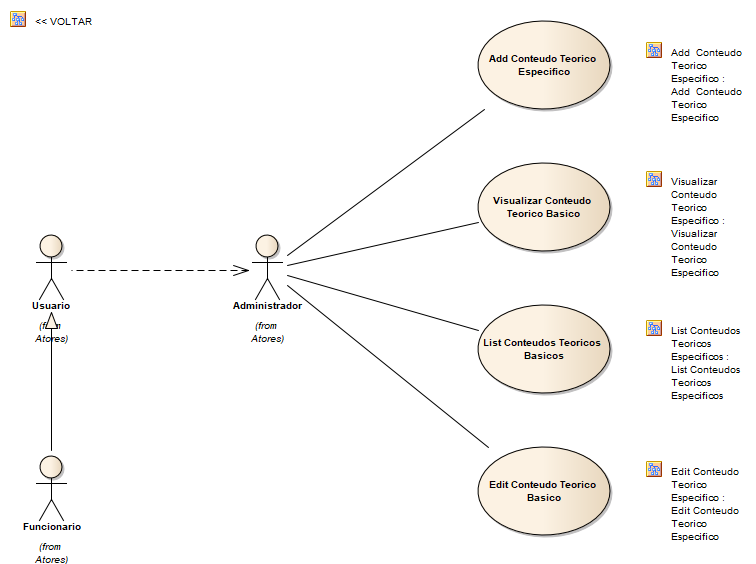 << VOLTAR
Add Conteudo Teorico
Especifico
Add Conteudo
Teorico
Especifico :
Add Conteudo
Teorico
Especifico
Visualizar Conteudo
Teorico Basico
Visualizar
Conteudo
Teorico
Especifico :
Visualizar
Conteudo
Teorico
Especifico
Usuario
(from
Atores)
Administrador
(from
Atores)
List Conteudos Teoricos
Basicos
List Conteudos
Teoricos
Especificos :
List Conteudos
Teoricos
Especificos
Edit Conteudo Teorico
Basico
Edit Conteudo
Teorico
Especifico :
Edit Conteudo
Teorico
Especifico
Funcionario
(from
Atores)